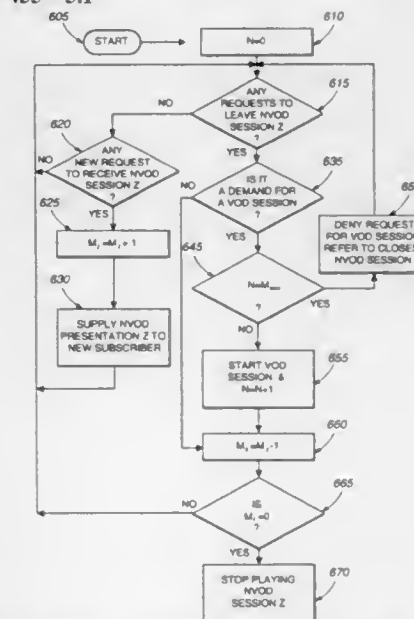 605
START
N=0
610
ANY
REQUESTS TO
LEAVE NVOD
SESSION Z
?
615
NO
YES
620
ANY
NEW REQUEST
TO RECEIVE NVOD
SESSION Z
?
NO
YES
635
IS IT
A DEMAND FOR
A VOD SESSION
?
NO
YES
625
630
SUPPLY NVOD
PRESENTATION Z TO
NEW SUBSCRIBER
645
?
YES
NO
DENY REQUEST
FOR VOD
REFER TO
NVOD SESSION
START VOD
SESSION &
N=N+1
655
660
IS
?
665
NO
YES
STOP PLAYING
NVOD
SESSION Z
670